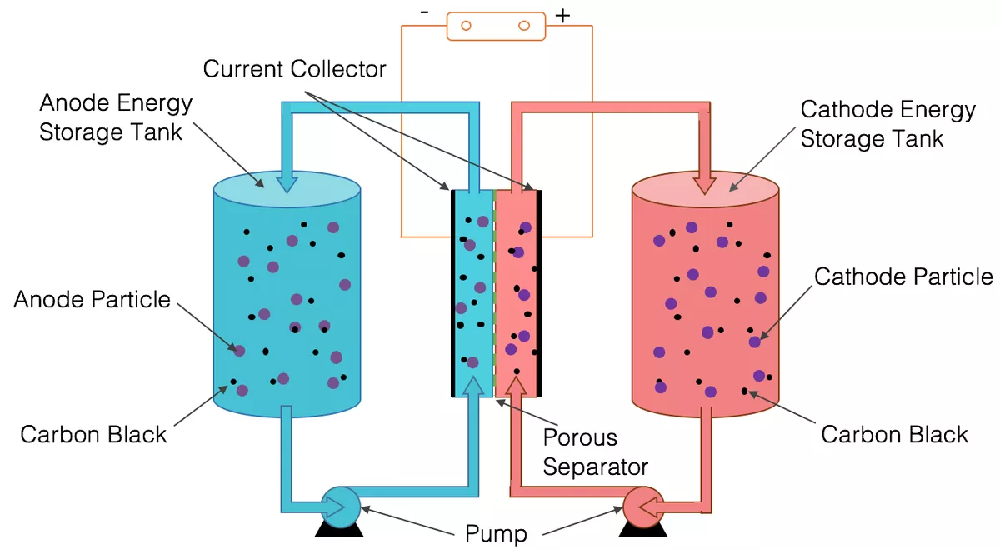 -
+
Current Collector
Anode Energy
Storage Tank
Cathode Energy
Storage Tank
Anode Particle
Cathode Particle
Carbon Black
Porous
Separator
Carbon Black
Pump